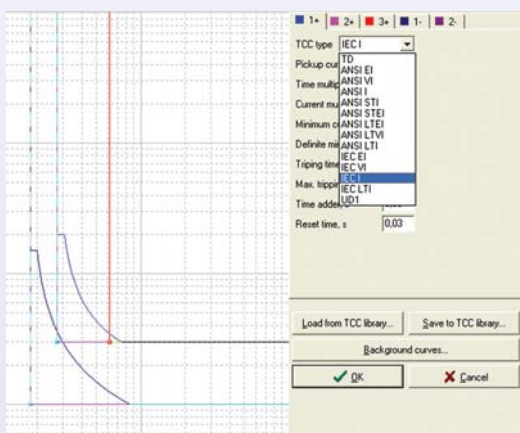 1+ 2+ 3+ 1- 2-
TCC type IEC I
TD
Pickup cu
ANSI EI
ANSI VI
Time multip
ANSI I
ANSI STI
Current mu
ANSI STEI
ANSI LTEI
Minimum c
ANSI LTVI
ANSI LTI
Definite mi
IEC EI
IEC VI
Triping time
IEC I
IEC LTI
Max. trippin
UD1
Time adder, s
Reset time, s 0,03
Load from TCC library... Save to TCC library...
Background curves...
OK Cancel